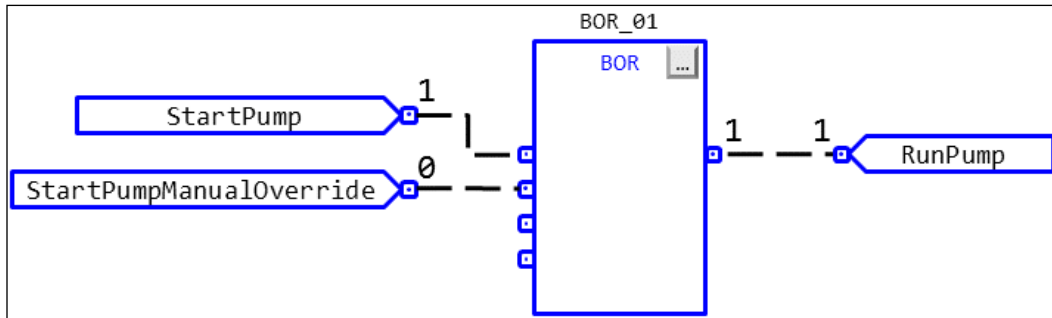 BOR_01
BOR
...
1
StartPump
1
1
RunPump
0
StartPumpManualOverride